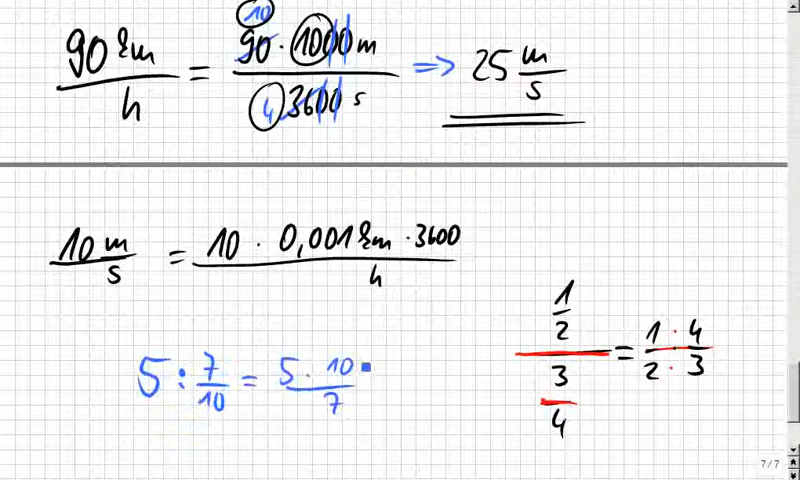 90 km/h = 90 · 1000 m / 3600 s ⇒ 25 m/s
10
4
10 m/s = 10 · 0,001 km · 3600 / h
1/2 / 3/4 = 1 · 4 / 2 · 3
5 : 7/10 = 5 · 10 / 7
7/7